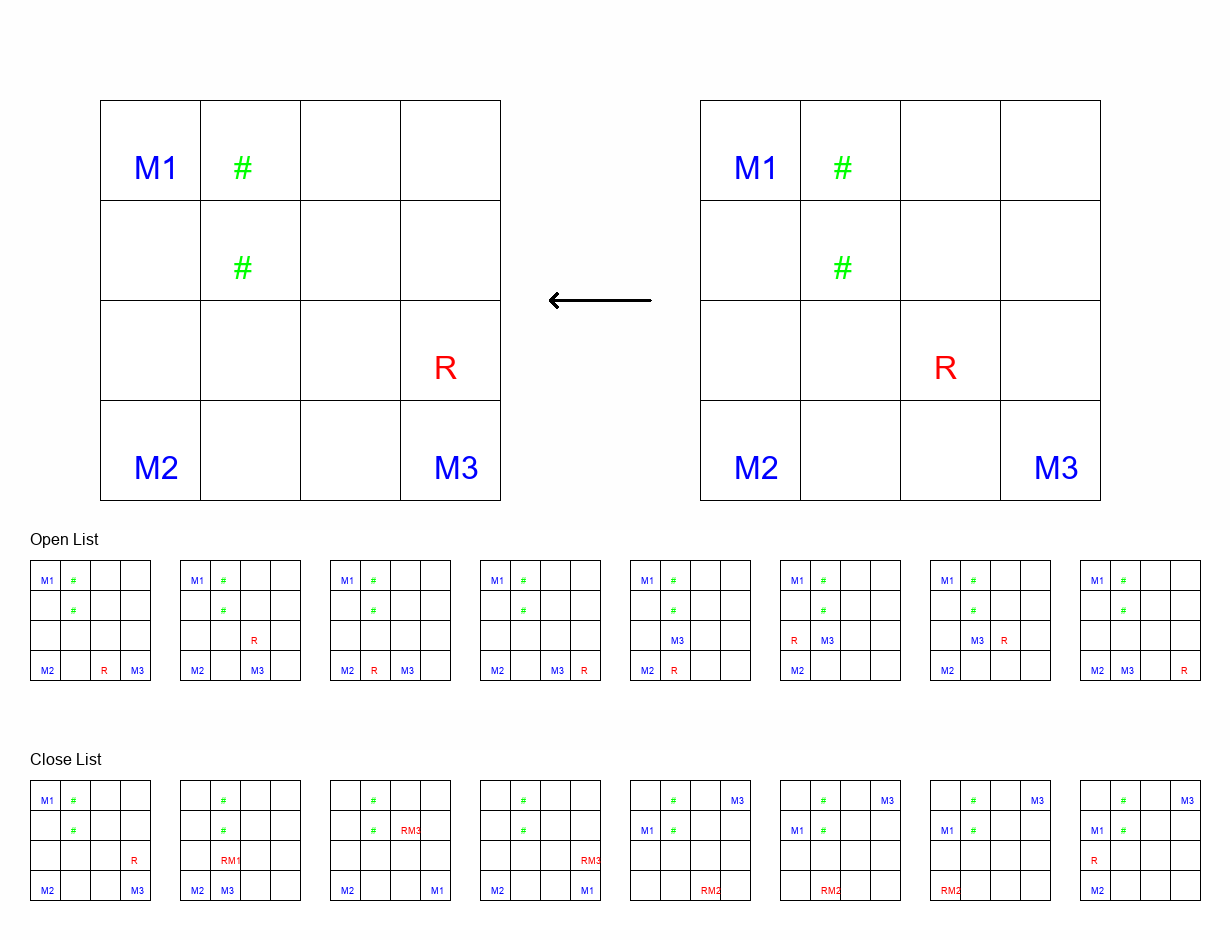 M1 # M1 #
# #
R R
M2 M3 M2 M3
Open List
M1 # M1 # M1 # M1 # M1 # M1 # M1 # M1 #
# # # # # # # #
R M3 R M3 M3 R
M2 R M3 M2 M3 M2 R M3 M2 M3 R M2 R M2 M2 M2 M3 R
Close List
M1 # # # # # M3 # M3 # M3 # M3
# # # RM3 # M1 # M1 # M1 # M1 #
R RM1 RM3 R
M2 M3 M2 M3 M2 M1 M2 M1 RM2 RM2 RM2 M2